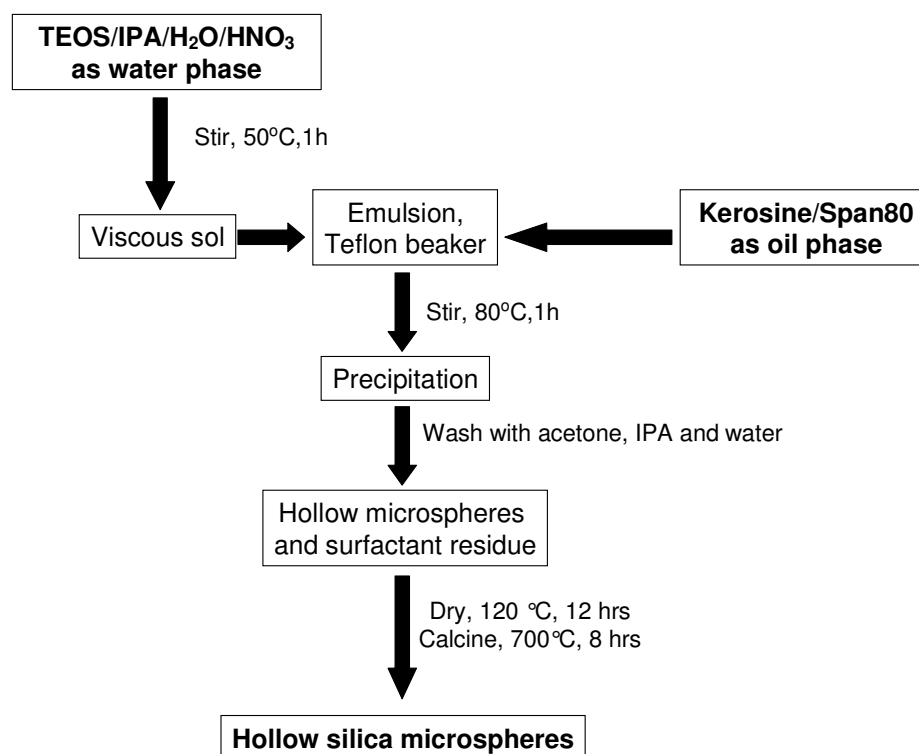 TEOS/IPA/H₂O/HNO₃
as water phase
Stir, 50ºC,1h
Viscous sol
Emulsion,
Teflon beaker
Kerosine/Span80
as oil phase
Stir, 80ºC,1h
Precipitation
Wash with acetone, IPA and water
Hollow microspheres
and surfactant residue
Dry, 120 °C, 12 hrs
Calcine, 700°C, 8 hrs
Hollow silica microspheres